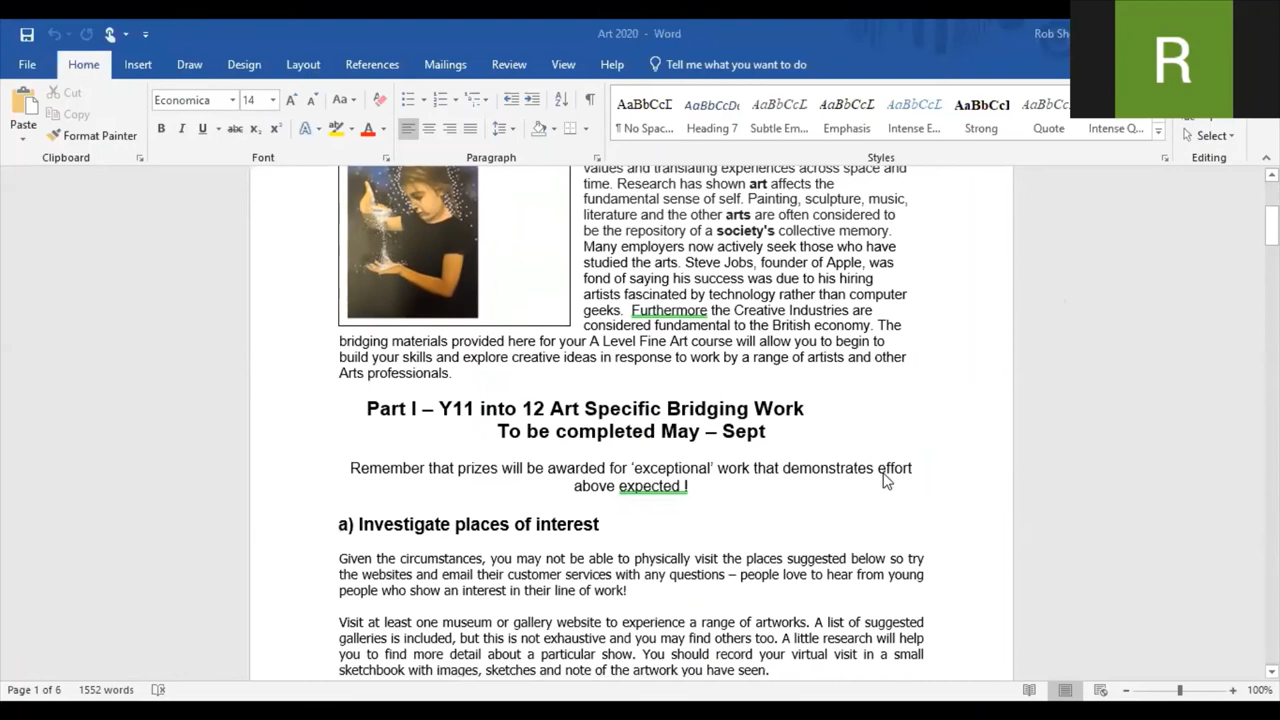 Art 2020 - Word
Rob
R
File Home Insert Draw Design Layout References Mailings Review View Help Tell me what you want to do
Cut
Copy
Format Painter
Paste
Economica 14
Aa
B I U abc x₂ x²
A
AaBbCcI AaBbCcDc AaBbCcL AaBbCcI AaBbCcL AaBbCcI AaBbCc
¶ No Spac... Heading 7 Subtle Em... Emphasis Intense E... Strong Quote Intense Q...
Select
Clipboard Font Paragraph Styles Editing
values and translating experiences across space and
time. Research has shown art affects the
fundamental sense of self. Painting, sculpture, music,
literature and the other arts are often considered to
be the repository of a society's collective memory.
Many employers now actively seek those who have
studied the arts. Steve Jobs, founder of Apple, was
fond of saying his success was due to his hiring
artists fascinated by technology rather than computer
geeks. Furthermore the Creative Industries are
considered fundamental to the British economy. The
bridging materials provided here for your A Level Fine Art course will allow you to begin to
build your skills and explore creative ideas in response to work by a range of artists and other
Arts professionals.
Part I – Y11 into 12 Art Specific Bridging Work
To be completed May – Sept
Remember that prizes will be awarded for ‘exceptional’ work that demonstrates effort
above expected !
a) Investigate places of interest
Given the circumstances, you may not be able to physically visit the places suggested below so try
the websites and email their customer services with any questions – people love to hear from young
people who show an interest in their line of work!
Visit at least one museum or gallery website to experience a range of artworks. A list of suggested
galleries is included, but this is not exhaustive and you may find others too. A little research will help
you to find more detail about a particular show. You should record your virtual visit in a small
sketchbook with images, sketches and note of the artwork you have seen.
Page 1 of 6 1552 words 100%